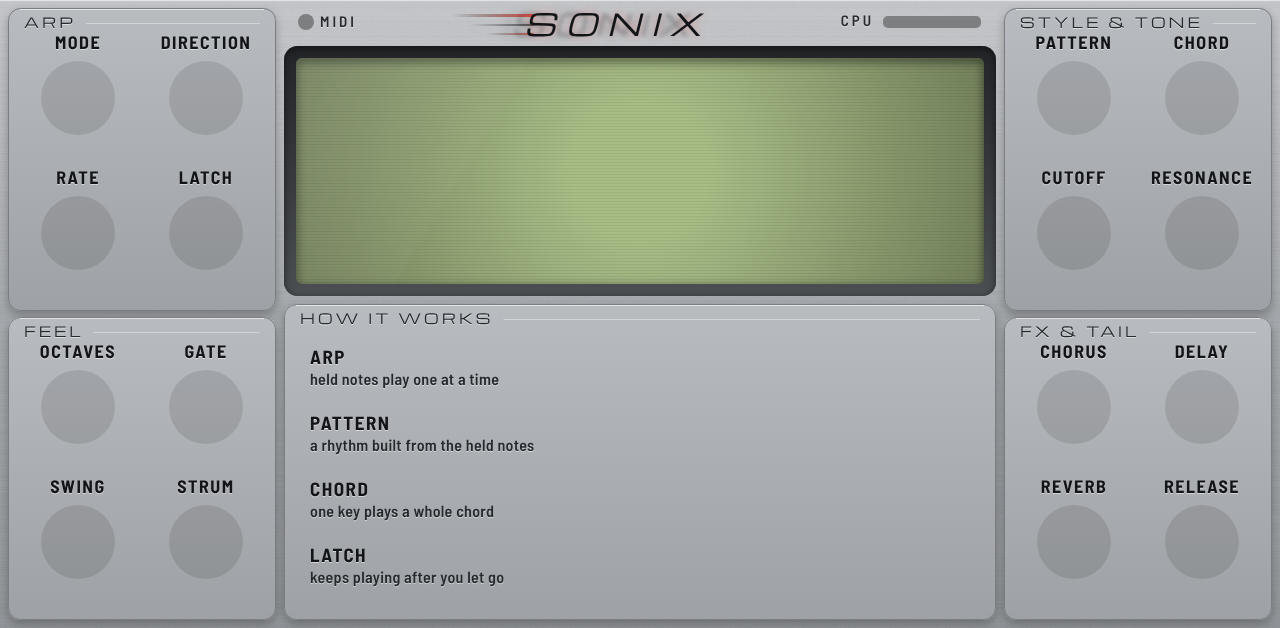 ARP
MODE DIRECTION
RATE LATCH
FEEL
OCTAVES GATE
SWING STRUM
MIDI
SONIX
CPU
HOW IT WORKS
ARP
held notes play one at a time
PATTERN
a rhythm built from the held notes
CHORD
one key plays a whole chord
LATCH
keeps playing after you let go
STYLE & TONE
PATTERN CHORD
CUTOFF RESONANCE
FX & TAIL
CHORUS DELAY
REVERB RELEASE